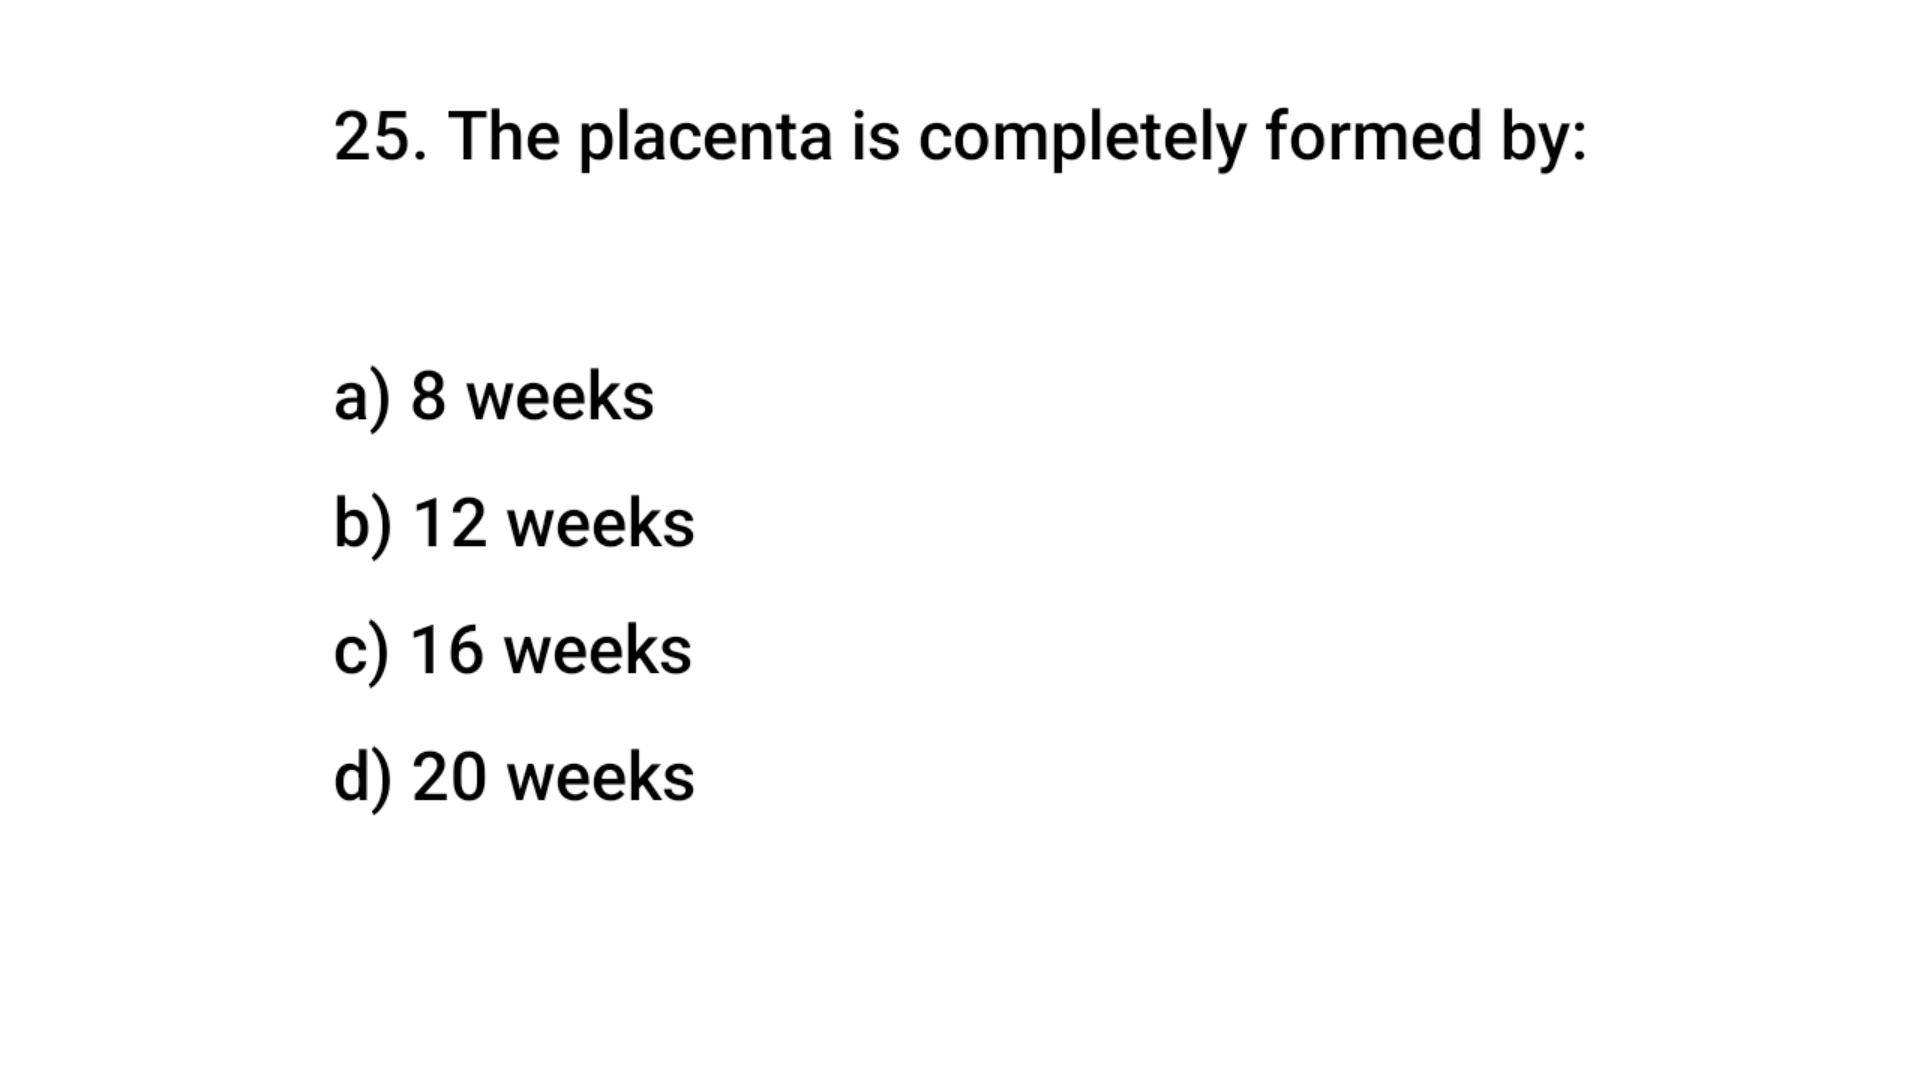 25. The placenta is completely formed by:
a) 8 weeks
b) 12 weeks
c) 16 weeks
d) 20 weeks